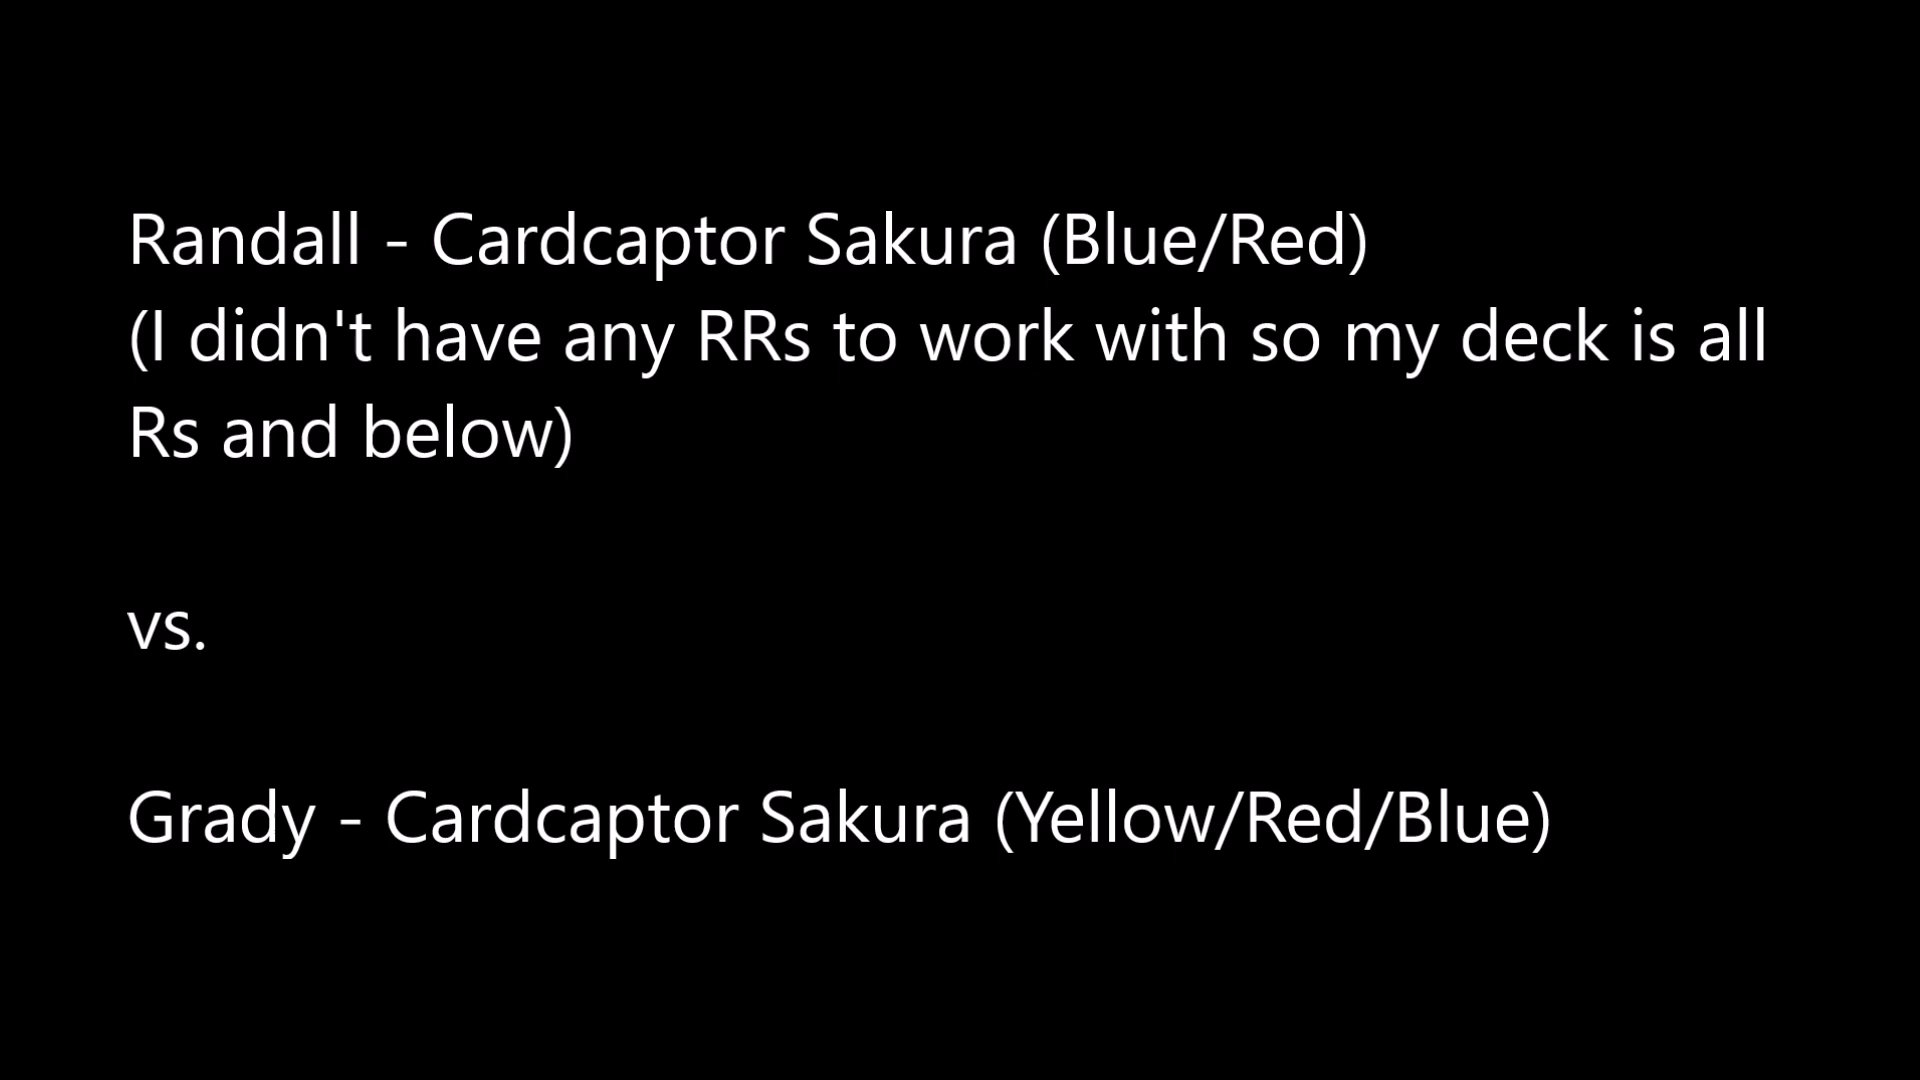 Randall - Cardcaptor Sakura (Blue/Red)
(I didn't have any RRs to work with so my deck is all
Rs and below)
vs.
Grady - Cardcaptor Sakura (Yellow/Red/Blue)